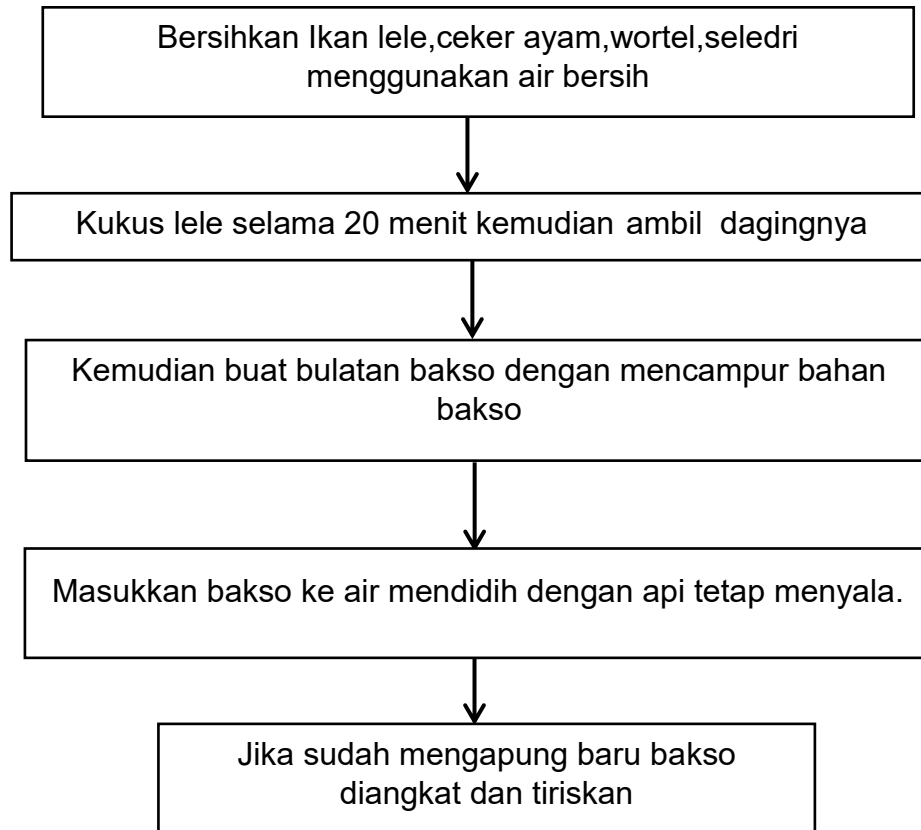 Bersihkan Ikan lele,ceker ayam,wortel,seledri
menggunakan air bersih
Kukus lele selama 20 menit kemudian ambil dagingnya
Kemudian buat bulatan bakso dengan mencampur bahan
bakso
Masukkan bakso ke air mendidih dengan api tetap menyala.
Jika sudah mengapung baru bakso
diangkat dan tiriskan